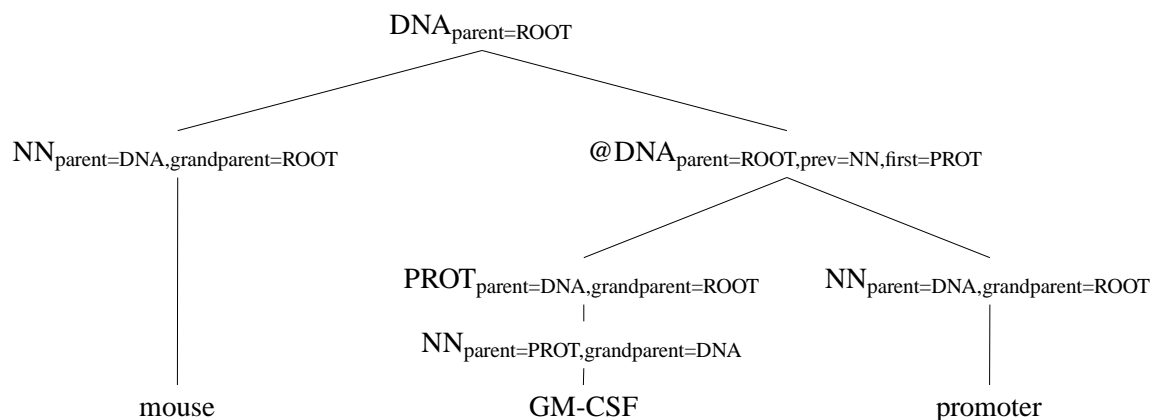 DNAparent=ROOT
NNparent=DNA,grandparent=ROOT @DNAparent=ROOT,prev=NN,first=PROT
PROTparent=DNA,grandparent=ROOT NNparent=DNA,grandparent=ROOT
NNparent=PROT,grandparent=DNA
mouse GM-CSF promoter